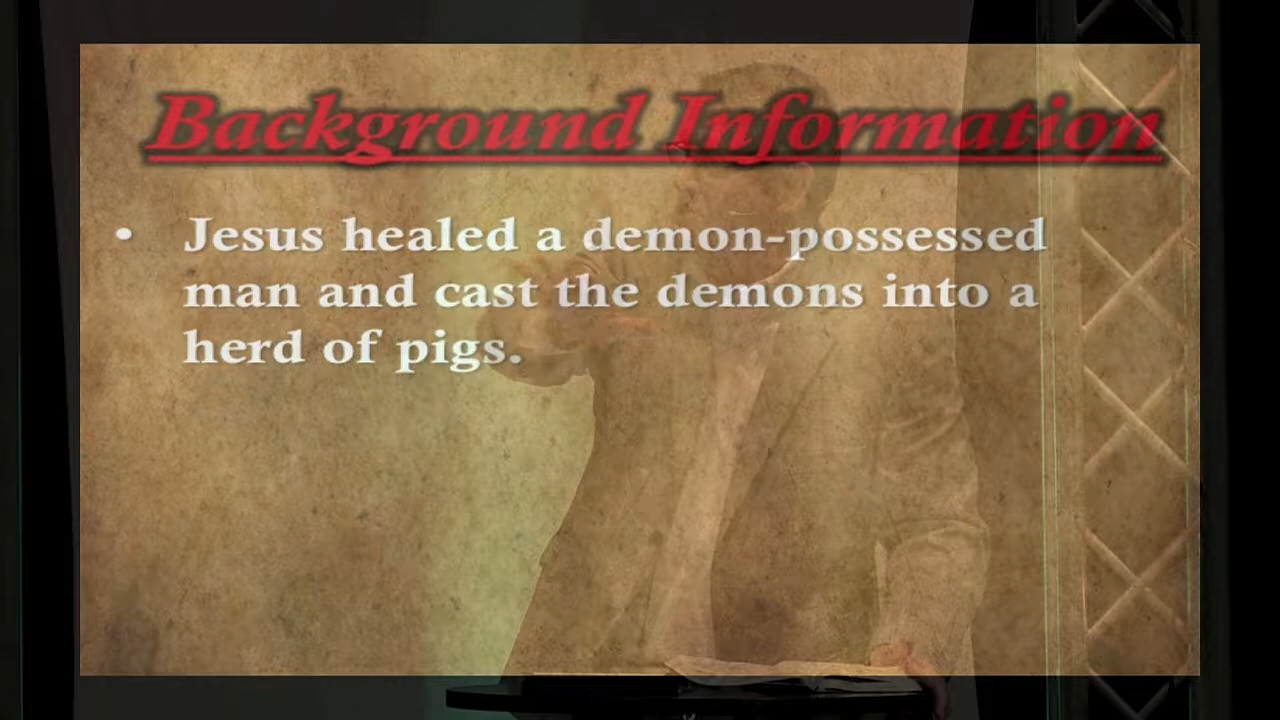 Background Information
• Jesus healed a demon-possessed
man and cast the demons into a
herd of pigs.